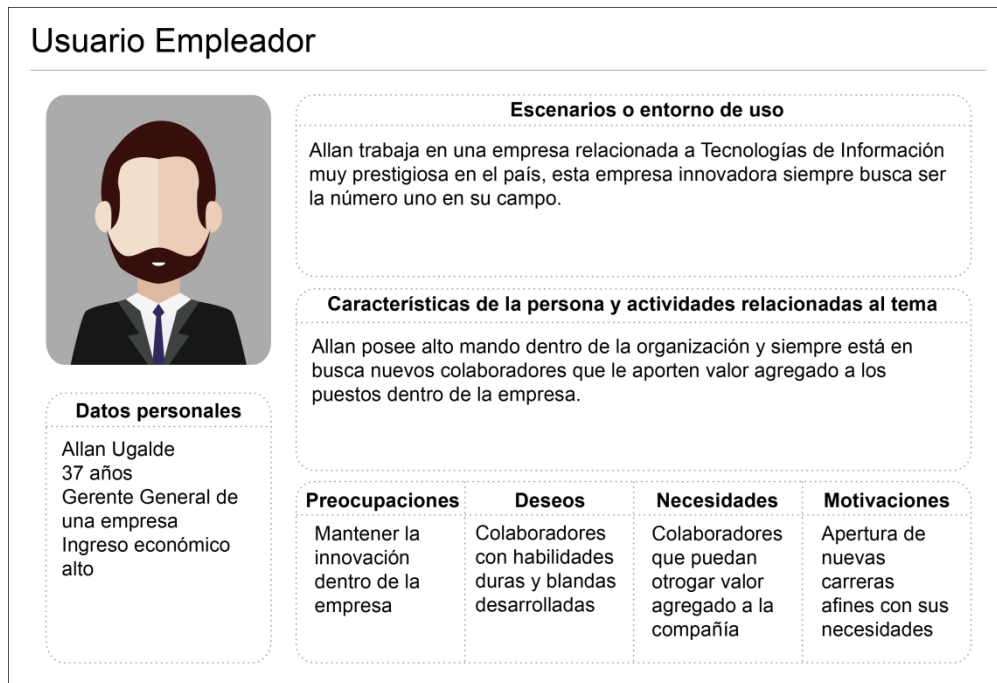 Usuario Empleador
Escenarios o entorno de uso
Allan trabaja en una empresa relacionada a Tecnologías de Información
muy prestigiosa en el país, esta empresa innovadora siempre busca ser
la número uno en su campo.
Características de la persona y actividades relacionadas al tema
Allan posee alto mando dentro de la organización y siempre está en
busca nuevos colaboradores que le aporten valor agregado a los
puestos dentro de la empresa.
Datos personales
Allan Ugalde
37 años
Gerente General de
una empresa
Ingreso económico
alto
Preocupaciones
Mantener la
innovación
dentro de la
empresa
Deseos
Colaboradores
con habilidades
duras y blandas
desarrolladas
Necesidades
Colaboradores
que puedan
otrogar valor
agregado a la
compañía
Motivaciones
Apertura de
nuevas
carreras
afines con sus
necesidades